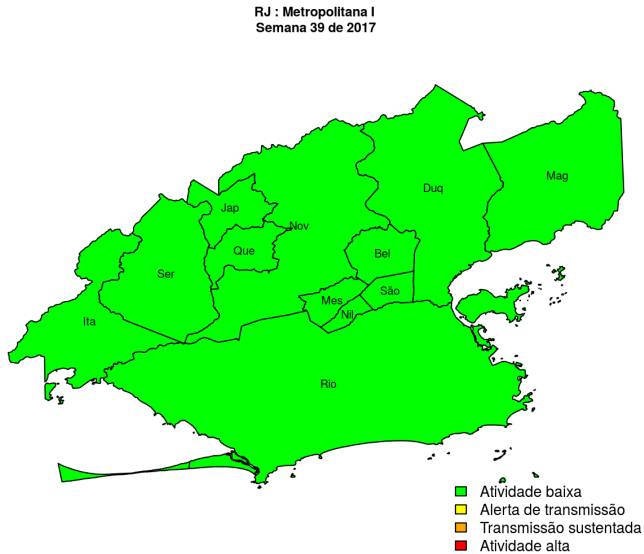 RJ : Metropolitana I
Semana 39 de 2017
Mag
Duq
Jap
Nov
Que
Bel
Ser
São
Mes
Nil
Ita
Rio
Atividade baixa
Alerta de transmissão
Transmissão sustentada
Atividade alta